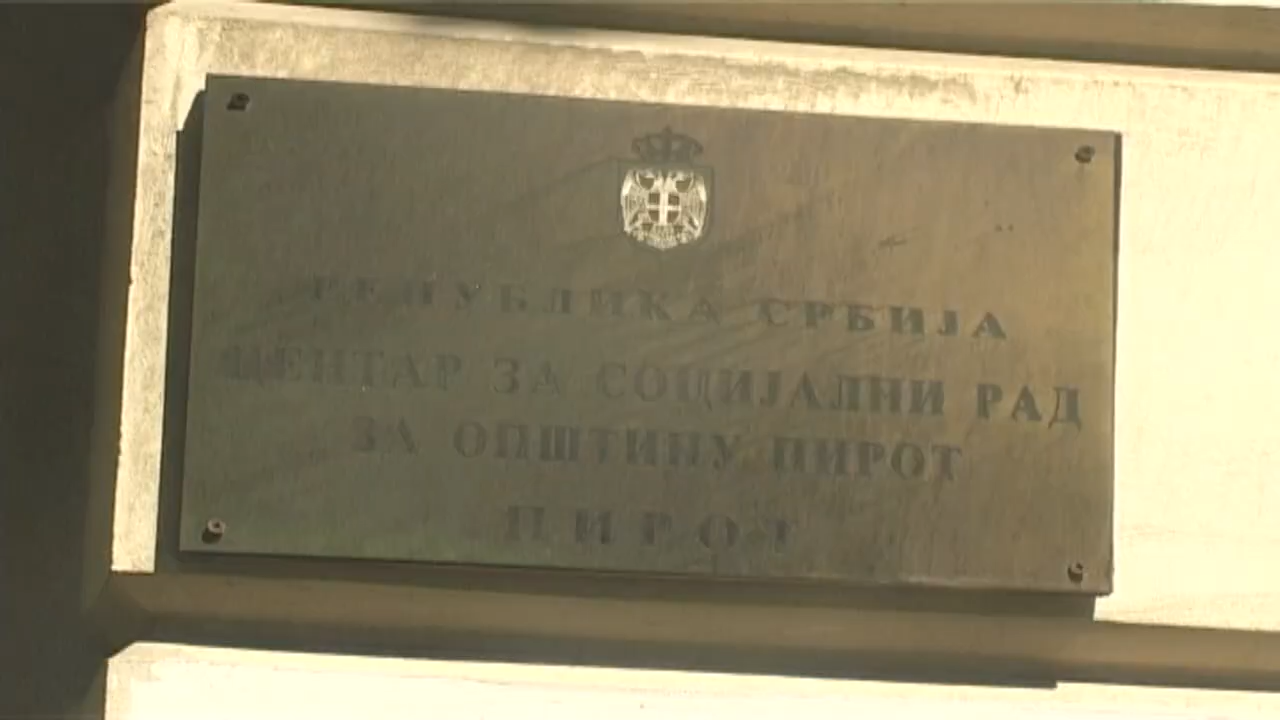 РЕПУБЛИКА СРБИЈА
ЦЕНТАР ЗА СОЦИЈАЛНИ РАД
ЗА ОПШТИНУ ПИРОТ
ПИРОТ